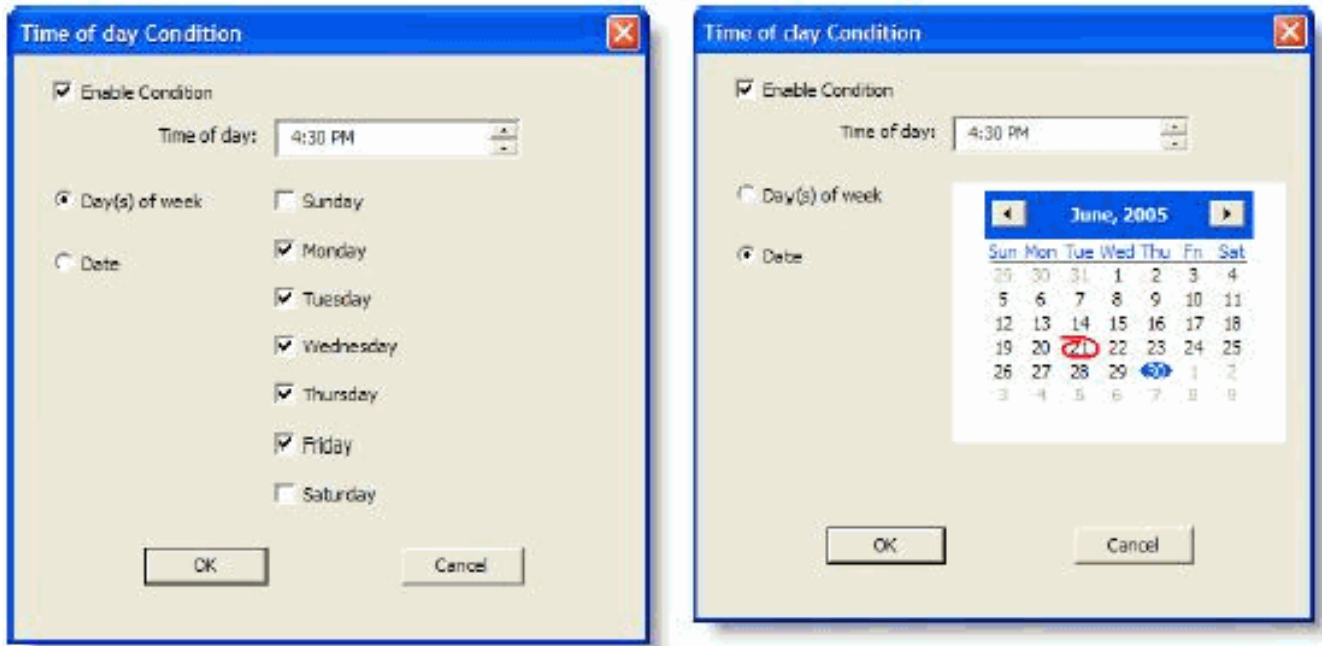 Time of day Condition
Enable Condition
Time of day: 4:30 PM
Day(s) of week
Date
Sunday
Monday
Tuesday
Wednesday
Thursday
Friday
Saturday
OK Cancel
Time of day Condition
Enable Condition
Time of day: 4:30 PM
Day(s) of week
Date
June, 2005
Sun Mon Tue Wed Thu Fri Sat
29 30 31 1 2 3 4
5 6 7 8 9 10 11
12 13 14 15 16 17 18
19 20 21 22 23 24 25
26 27 28 29 30 1 2
3 4 5 6 7 8 9
OK Cancel